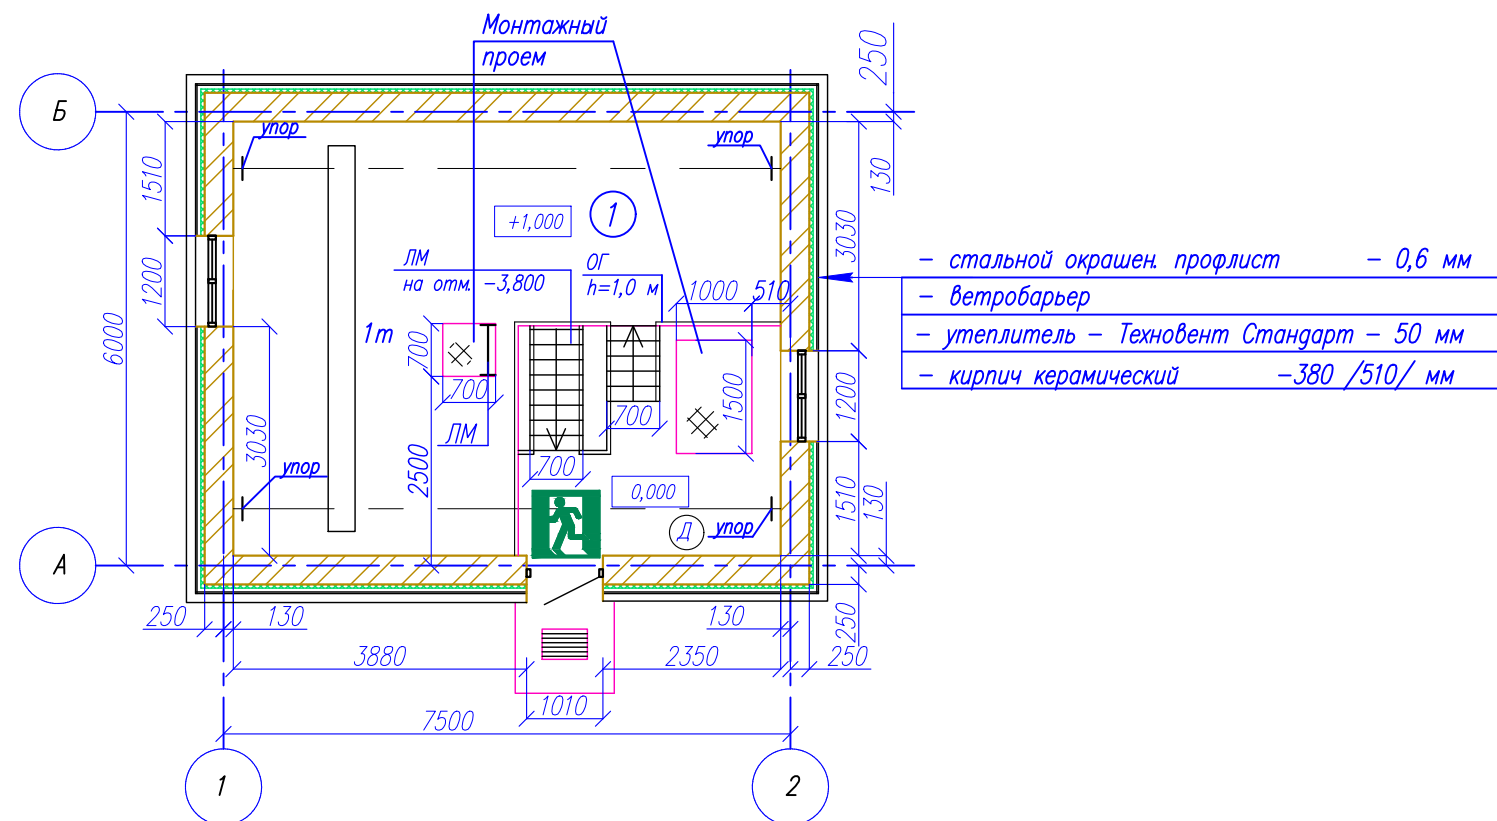 Монтажный
проем
250
Б
упор
упор
1510
130
+1,000
1
3030
ЛМ
на отм. -3,800
ОГ
h=1,0 м
- стальной окрашен. профлист - 0,6 мм
- ветробарьер
- утеплитель - Техновент Стандарт - 50 мм
- кирпич керамический -380 /510/ мм
1200
1000
510
6000
1т
700
700
1500
1200
700
ЛМ
3030
упор
2500
700
0,000
1510
130
Д
упор
А
250
130
130
250
3880
2350
250
1010
7500
1
2